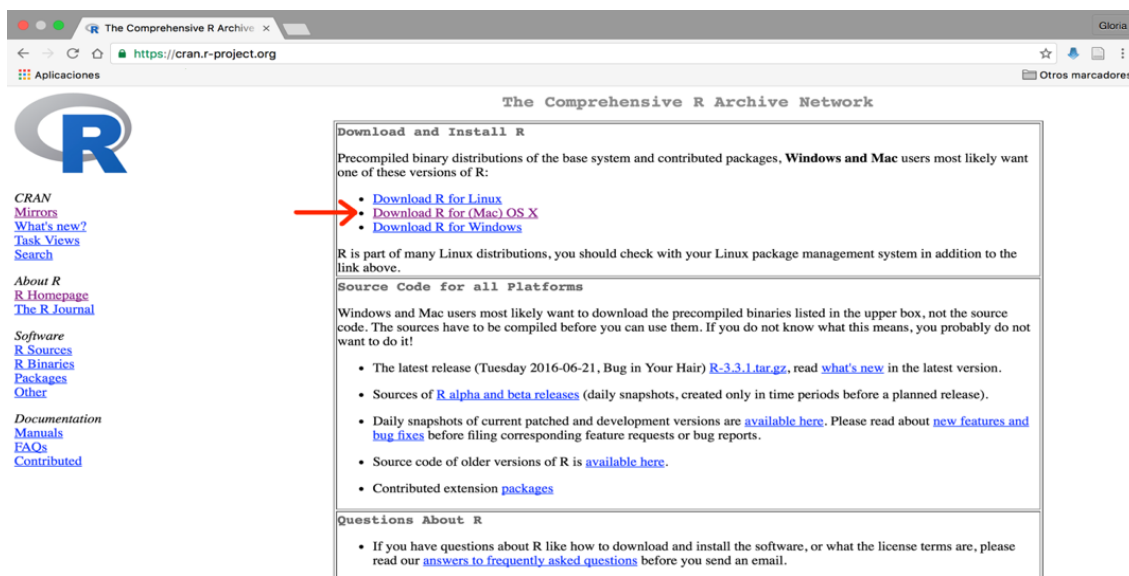 The Comprehensive R Archive
Gloria
https://cran.r-project.org
Aplicaciones
Otros marcadores
R
CRAN
Mirrors
What's new?
Task Views
Search
About R
R Homepage
The R Journal
Software
R Sources
R Binaries
Packages
Other
Documentation
Manuals
FAQs
Contributed
The Comprehensive R Archive Network
Download and Install R
Precompiled binary distributions of the base system and contributed packages, Windows and Mac users most likely want
one of these versions of R:
• Download R for Linux
• Download R for (Mac) OS X
• Download R for Windows
R is part of many Linux distributions, you should check with your Linux package management system in addition to the
link above.
Source Code for all Platforms
Windows and Mac users most likely want to download the precompiled binaries listed in the upper box, not the source
code. The sources have to be compiled before you can use them. If you do not know what this means, you probably do not
want to do it!
• The latest release (Tuesday 2016-06-21, Bug in Your Hair) R-3.3.1.tar.gz, read what's new in the latest version.
• Sources of R alpha and beta releases (daily snapshots, created only in time periods before a planned release).
• Daily snapshots of current patched and development versions are available here. Please read about new features and
bug fixes before filing corresponding feature requests or bug reports.
• Source code of older versions of R is available here.
• Contributed extension packages
Questions About R
• If you have questions about R like how to download and install the software, or what the license terms are, please
read our answers to frequently asked questions before you send an email.